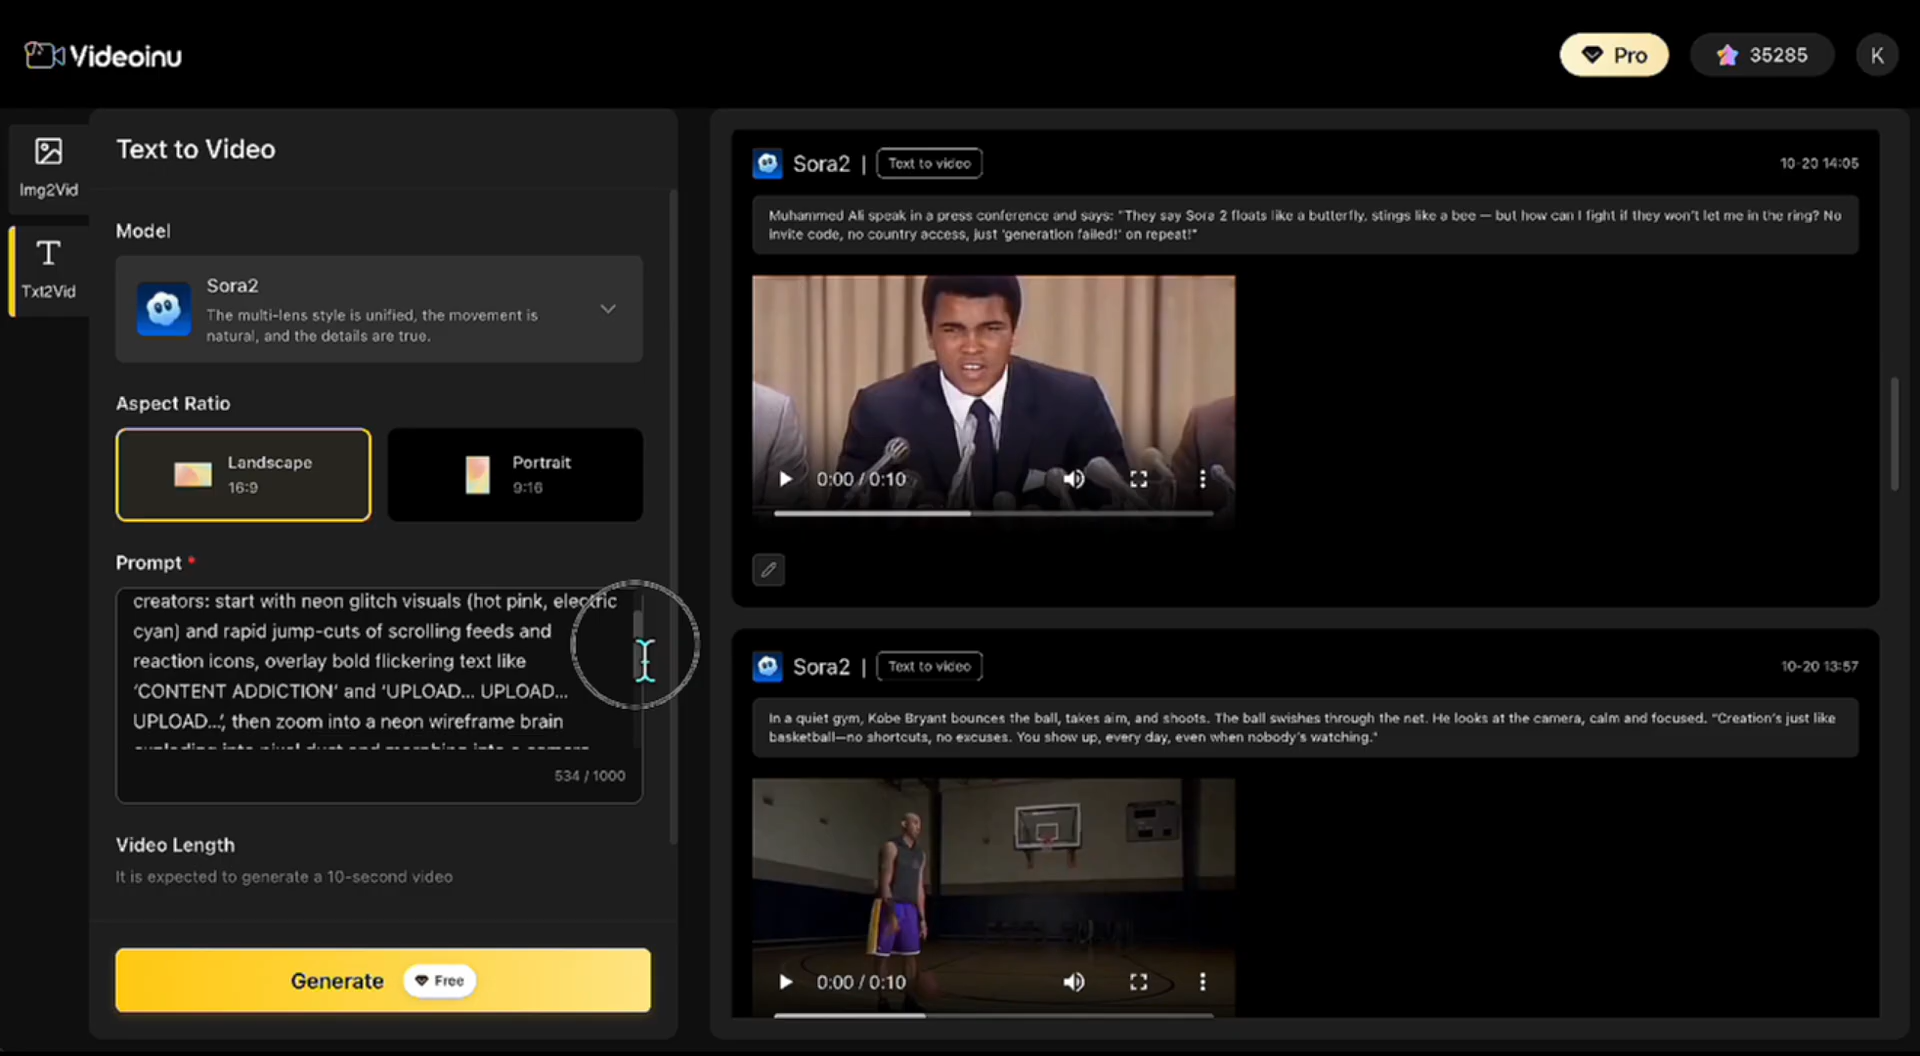 Videoinu
Pro
35285
K
Img2Vid
Txt2Vid
Text to Video
Model
Sora2
The multi-lens style is unified, the movement is
natural, and the details are true.
Aspect Ratio
Landscape
16:9
Portrait
9:16
Prompt *
creators: start with neon glitch visuals (hot pink, electric
cyan) and rapid jump-cuts of scrolling feeds and
reaction icons, overlay bold flickering text like
‘CONTENT ADDICTION’ and ‘UPLOAD... UPLOAD...
UPLOAD...’, then zoom into a neon wireframe brain
exploding into pixel dust and morphing into a camera
534 / 1000
Video Length
It is expected to generate a 10-second video
Generate
Free
Sora2 | Text to video
10-20 14:05
Muhammed Ali speak in a press conference and says: "They say Sora 2 floats like a butterfly, stings like a bee — but how can I fight if they won't let me in the ring? No
invite code, no country access, just 'generation failed!' on repeat!"
0:00 / 0:10
Sora2 | Text to video
10-20 13:57
In a quiet gym, Kobe Bryant bounces the ball, takes aim, and shoots. The ball swishes through the net. He looks at the camera, calm and focused. "Creation's just like
basketball—no shortcuts, no excuses. You show up, every day, even when nobody's watching."
0:00 / 0:10